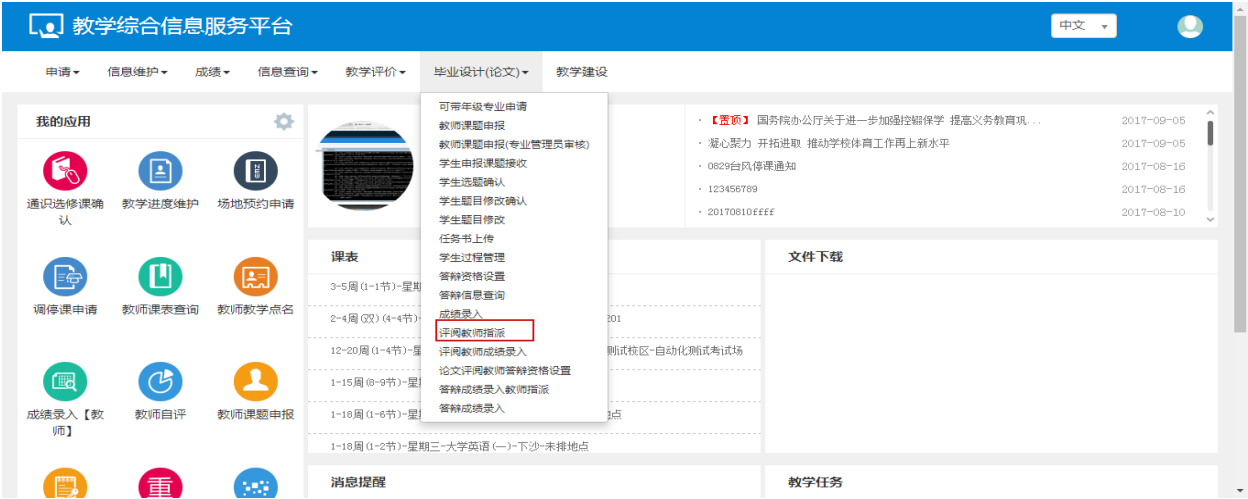 教学综合信息服务平台
中文
申请 信息维护 成绩 信息查询 教学评价 毕业设计(论文) 教学建设
我的应用
通识选修课确认
教学进度维护
场地预约申请
调停课申请
教师课表查询
教师教学点名
成绩录入【教师】
教师自评
教师课题申报
重
可带年级专业申请
教师课题申报
教师课题申报(专业管理员审核)
学生申报课题接收
学生选题确认
学生题目修改确认
学生题目修改
任务书上传
学生过程管理
答辩资格设置
答辩信息查询
成绩录入
评阅教师指派
评阅教师成绩录入
论文评阅教师答辩资格设置
答辩成绩录入教师指派
答辩成绩录入
· 【置顶】 国务院办公厅关于进一步加强控辍保学 提高义务教育巩... 2017-09-05
· 凝心聚力 开拓进取 推动学校体育工作再上新水平 2017-09-05
· 0829台风停课通知 2017-08-16
· 123456789 2017-08-16
· 20170810ffff 2017-08-10
课表
3-5周(1-1节)-星期
2-4周(双)(4-4节)- 201
12-20周(1-4节)-星 测试校区-自动化测试考试场
1-15周(8-9节)-星
1-18周(1-6节)-星 地点
1-18周(1-2节)-星期三-大学英语(一)-下沙-未排地点
文件下载
消息提醒
教学任务